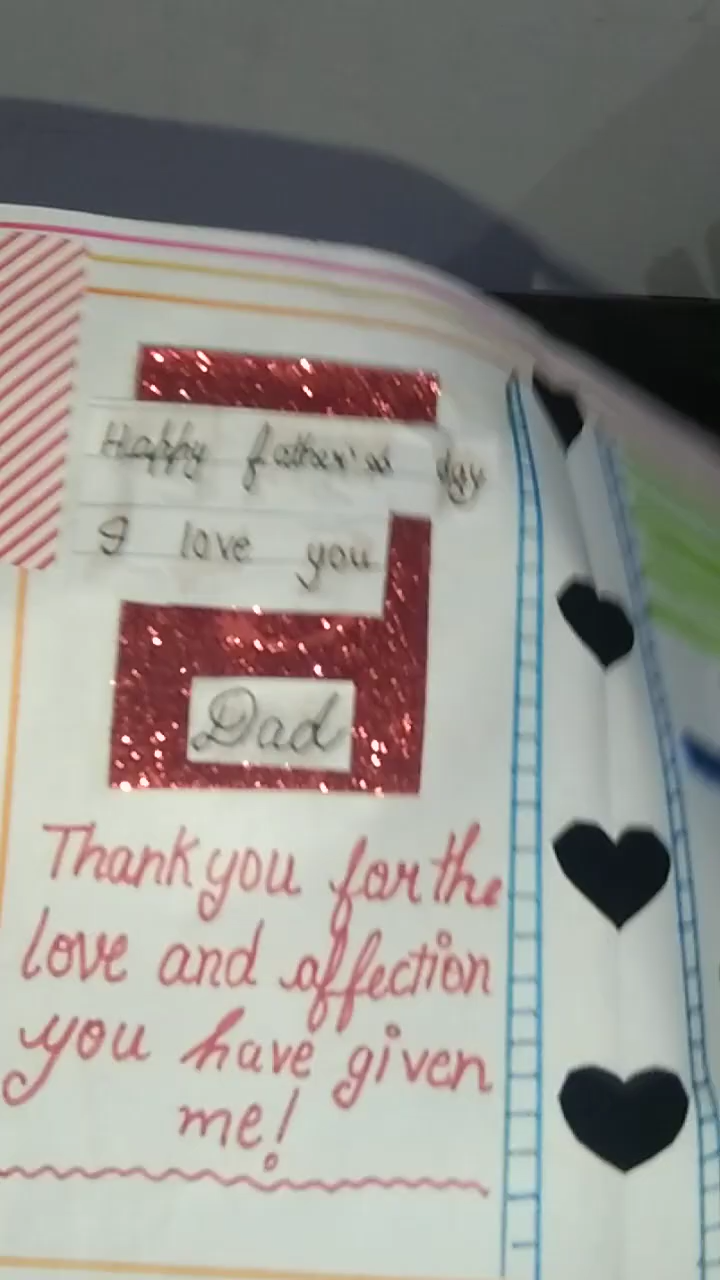 Happy father's day
I love you
Dad
Thank you for the
love and affection
you have given
me!